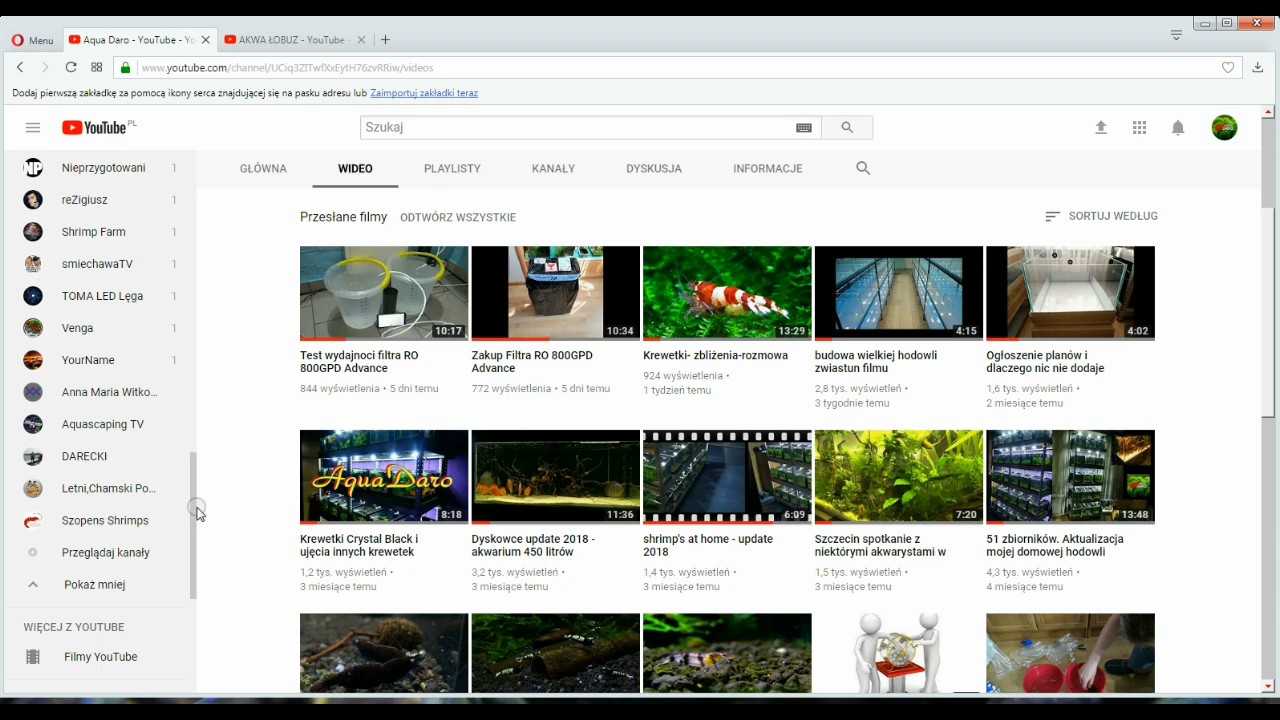 Menu
Aqua Daro - YouTube - Yo
AKWA ŁOBUZ - YouTube -
www.youtube.com/channel/UCiq3ZITwfXxEytH76zvRRiw/videos
Dodaj pierwszą zakładkę za pomocą ikony serca znajdującej się na pasku adresu lub Zaimportuj zakładki teraz
YouTube PL
Szukaj
GŁÓWNA
WIDEO
PLAYLISTY
KANAŁY
DYSKUSJA
INFORMACJE
Nieprzygotowani 1
reZigiusz 1
Shrimp Farm 1
smiechawaTV 1
TOMA LED Lęga 1
Venga 1
YourName 1
Anna Maria Witko...
Aquascaping TV
DARECKI
Letni,Chamski Po...
Szopens Shrimps
Przeglądaj kanały
Pokaż mniej
WIĘCEJ Z YOUTUBE
Filmy YouTube
Przesłane filmy
ODTWÓRZ WSZYSTKIE
SORTUJ WEDŁUG
10:17
Test wydajnoci filtra RO
800GPD Advance
844 wyświetlenia • 5 dni temu
10:34
Zakup Filtra RO 800GPD
Advance
772 wyświetlenia • 5 dni temu
13:29
Krewetki- zbliżenia-rozmowa
924 wyświetlenia •
1 tydzień temu
4:15
budowa wielkiej hodowli
zwiastun filmu
2,8 tys. wyświetleń •
3 tygodnie temu
4:02
Ogłoszenie planów i
dlaczego nic nie dodaje
1,6 tys. wyświetleń •
2 miesiące temu
AquaDaro
8:18
Krewetki Crystal Black i
ujęcia innych krewetek
1,2 tys. wyświetleń •
3 miesiące temu
11:36
Dyskowce update 2018 -
akwarium 450 litrów
3,2 tys. wyświetleń •
3 miesiące temu
6:09
shrimp's at home - update
2018
1,4 tys. wyświetleń •
3 miesiące temu
7:20
Szczecin spotkanie z
niektórymi akwarystami w
1,5 tys. wyświetleń •
3 miesiące temu
13:48
51 zbiorników. Aktualizacja
mojej domowej hodowli
4,3 tys. wyświetleń •
4 miesiące temu